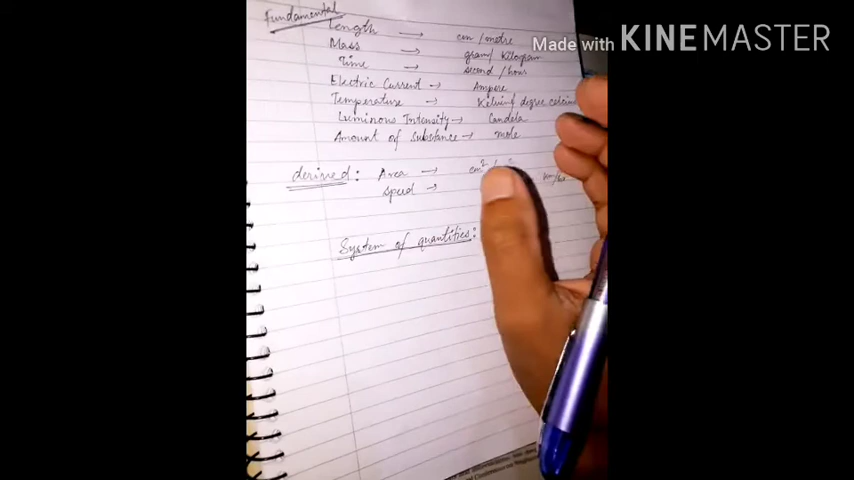 Fundamental
Length → cm / metre
Mass → gram / Kilogram
Time → second / hour
Electric Current → Ampere
Temperature → Kelvin / degree
Luminous Intensity → Candela
Amount of substance → mole
derived : Area → cm²
speed →
System of quantities :
Made with KINEMASTER